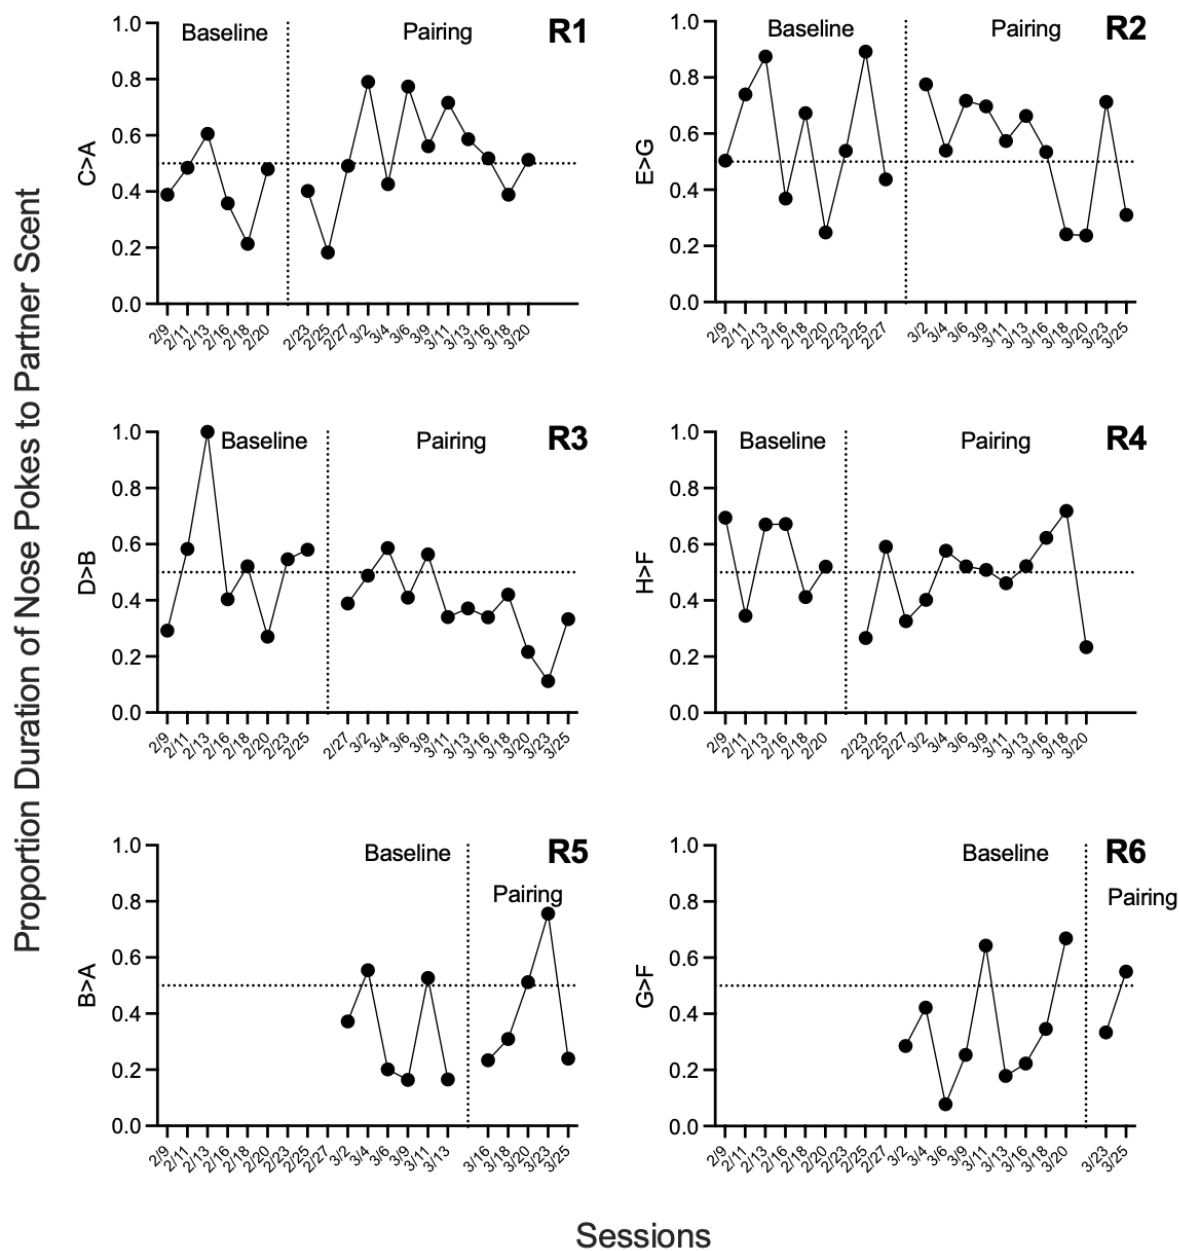 Proportion Duration of Nose Pokes to Partner Scent
Baseline Pairing R1
C>A
1.0
0.8
0.6
0.4
0.2
0.0
2/9 2/11 2/13 2/16 2/18 2/20 2/23 2/25 2/27 3/2 3/4 3/6 3/9 3/11 3/13 3/16 3/18 3/20
Baseline Pairing R2
E>G
1.0
0.8
0.6
0.4
0.2
0.0
2/9 2/11 2/13 2/16 2/18 2/20 2/23 2/25 2/27 3/2 3/4 3/6 3/9 3/11 3/13 3/16 3/18 3/20 3/23 3/25
Baseline Pairing R3
D>B
1.0
0.8
0.6
0.4
0.2
0.0
2/9 2/11 2/13 2/16 2/18 2/20 2/23 2/25 2/27 3/2 3/4 3/6 3/9 3/11 3/13 3/16 3/18 3/20 3/23 3/25
Baseline Pairing R4
H>F
1.0
0.8
0.6
0.4
0.2
0.0
2/9 2/11 2/13 2/16 2/18 2/20 2/23 2/25 2/27 3/2 3/4 3/6 3/9 3/11 3/13 3/16 3/18 3/20
Baseline R5
Pairing
B>A
1.0
0.8
0.6
0.4
0.2
0.0
2/9 2/11 2/13 2/16 2/18 2/20 2/23 2/25 2/27 3/2 3/4 3/6 3/9 3/11 3/13 3/16 3/18 3/20 3/23 3/25
Baseline R6
Pairing
G>F
1.0
0.8
0.6
0.4
0.2
0.0
2/9 2/11 2/13 2/16 2/18 2/20 2/23 2/25 2/27 3/2 3/4 3/6 3/9 3/11 3/13 3/16 3/18 3/20 3/23 3/25
Sessions